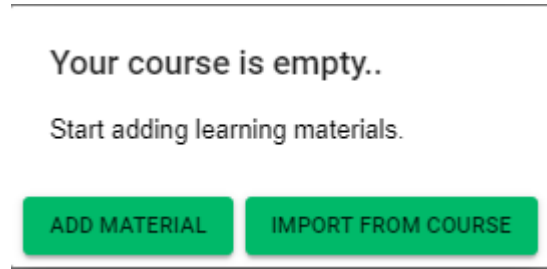 Your course is empty..
Start adding learning materials.
ADD MATERIAL IMPORT FROM COURSE